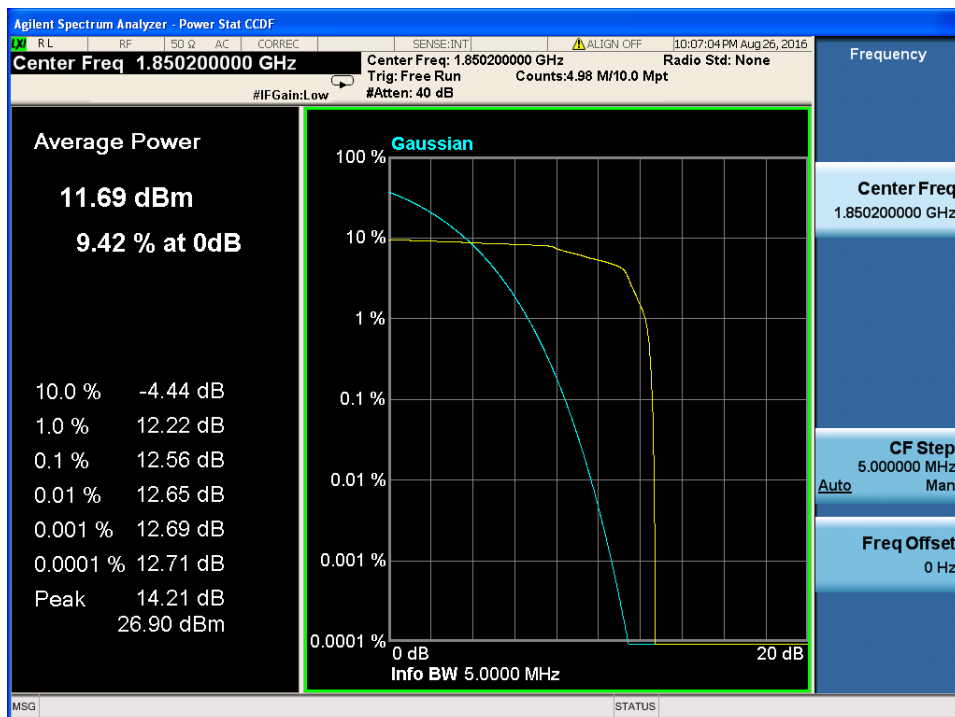 Agilent Spectrum Analyzer - Power Stat CCDF
LXI RL RF 50 Ω AC CORREC SENSE:INT ALIGN OFF 10:07:04 PM Aug 26, 2016
Center Freq 1.850200000 GHz
Center Freq: 1.850200000 GHz Radio Std: None
Trig: Free Run Counts:4.98 M/10.0 Mpt
#IFGain:Low #Atten: 40 dB
Average Power
11.69 dBm
9.42 % at 0dB
10.0 % -4.44 dB
1.0 % 12.22 dB
0.1 % 12.56 dB
0.01 % 12.65 dB
0.001 % 12.69 dB
0.0001 % 12.71 dB
Peak 14.21 dB
26.90 dBm
Gaussian
100 %
10 %
1 %
0.1 %
0.01 %
0.001 %
0.0001 %
0 dB 20 dB
Info BW 5.0000 MHz
Frequency
Center Freq
1.850200000 GHz
CF Step
5.000000 MHz
Auto Man
Freq Offset
0 Hz
MSG STATUS